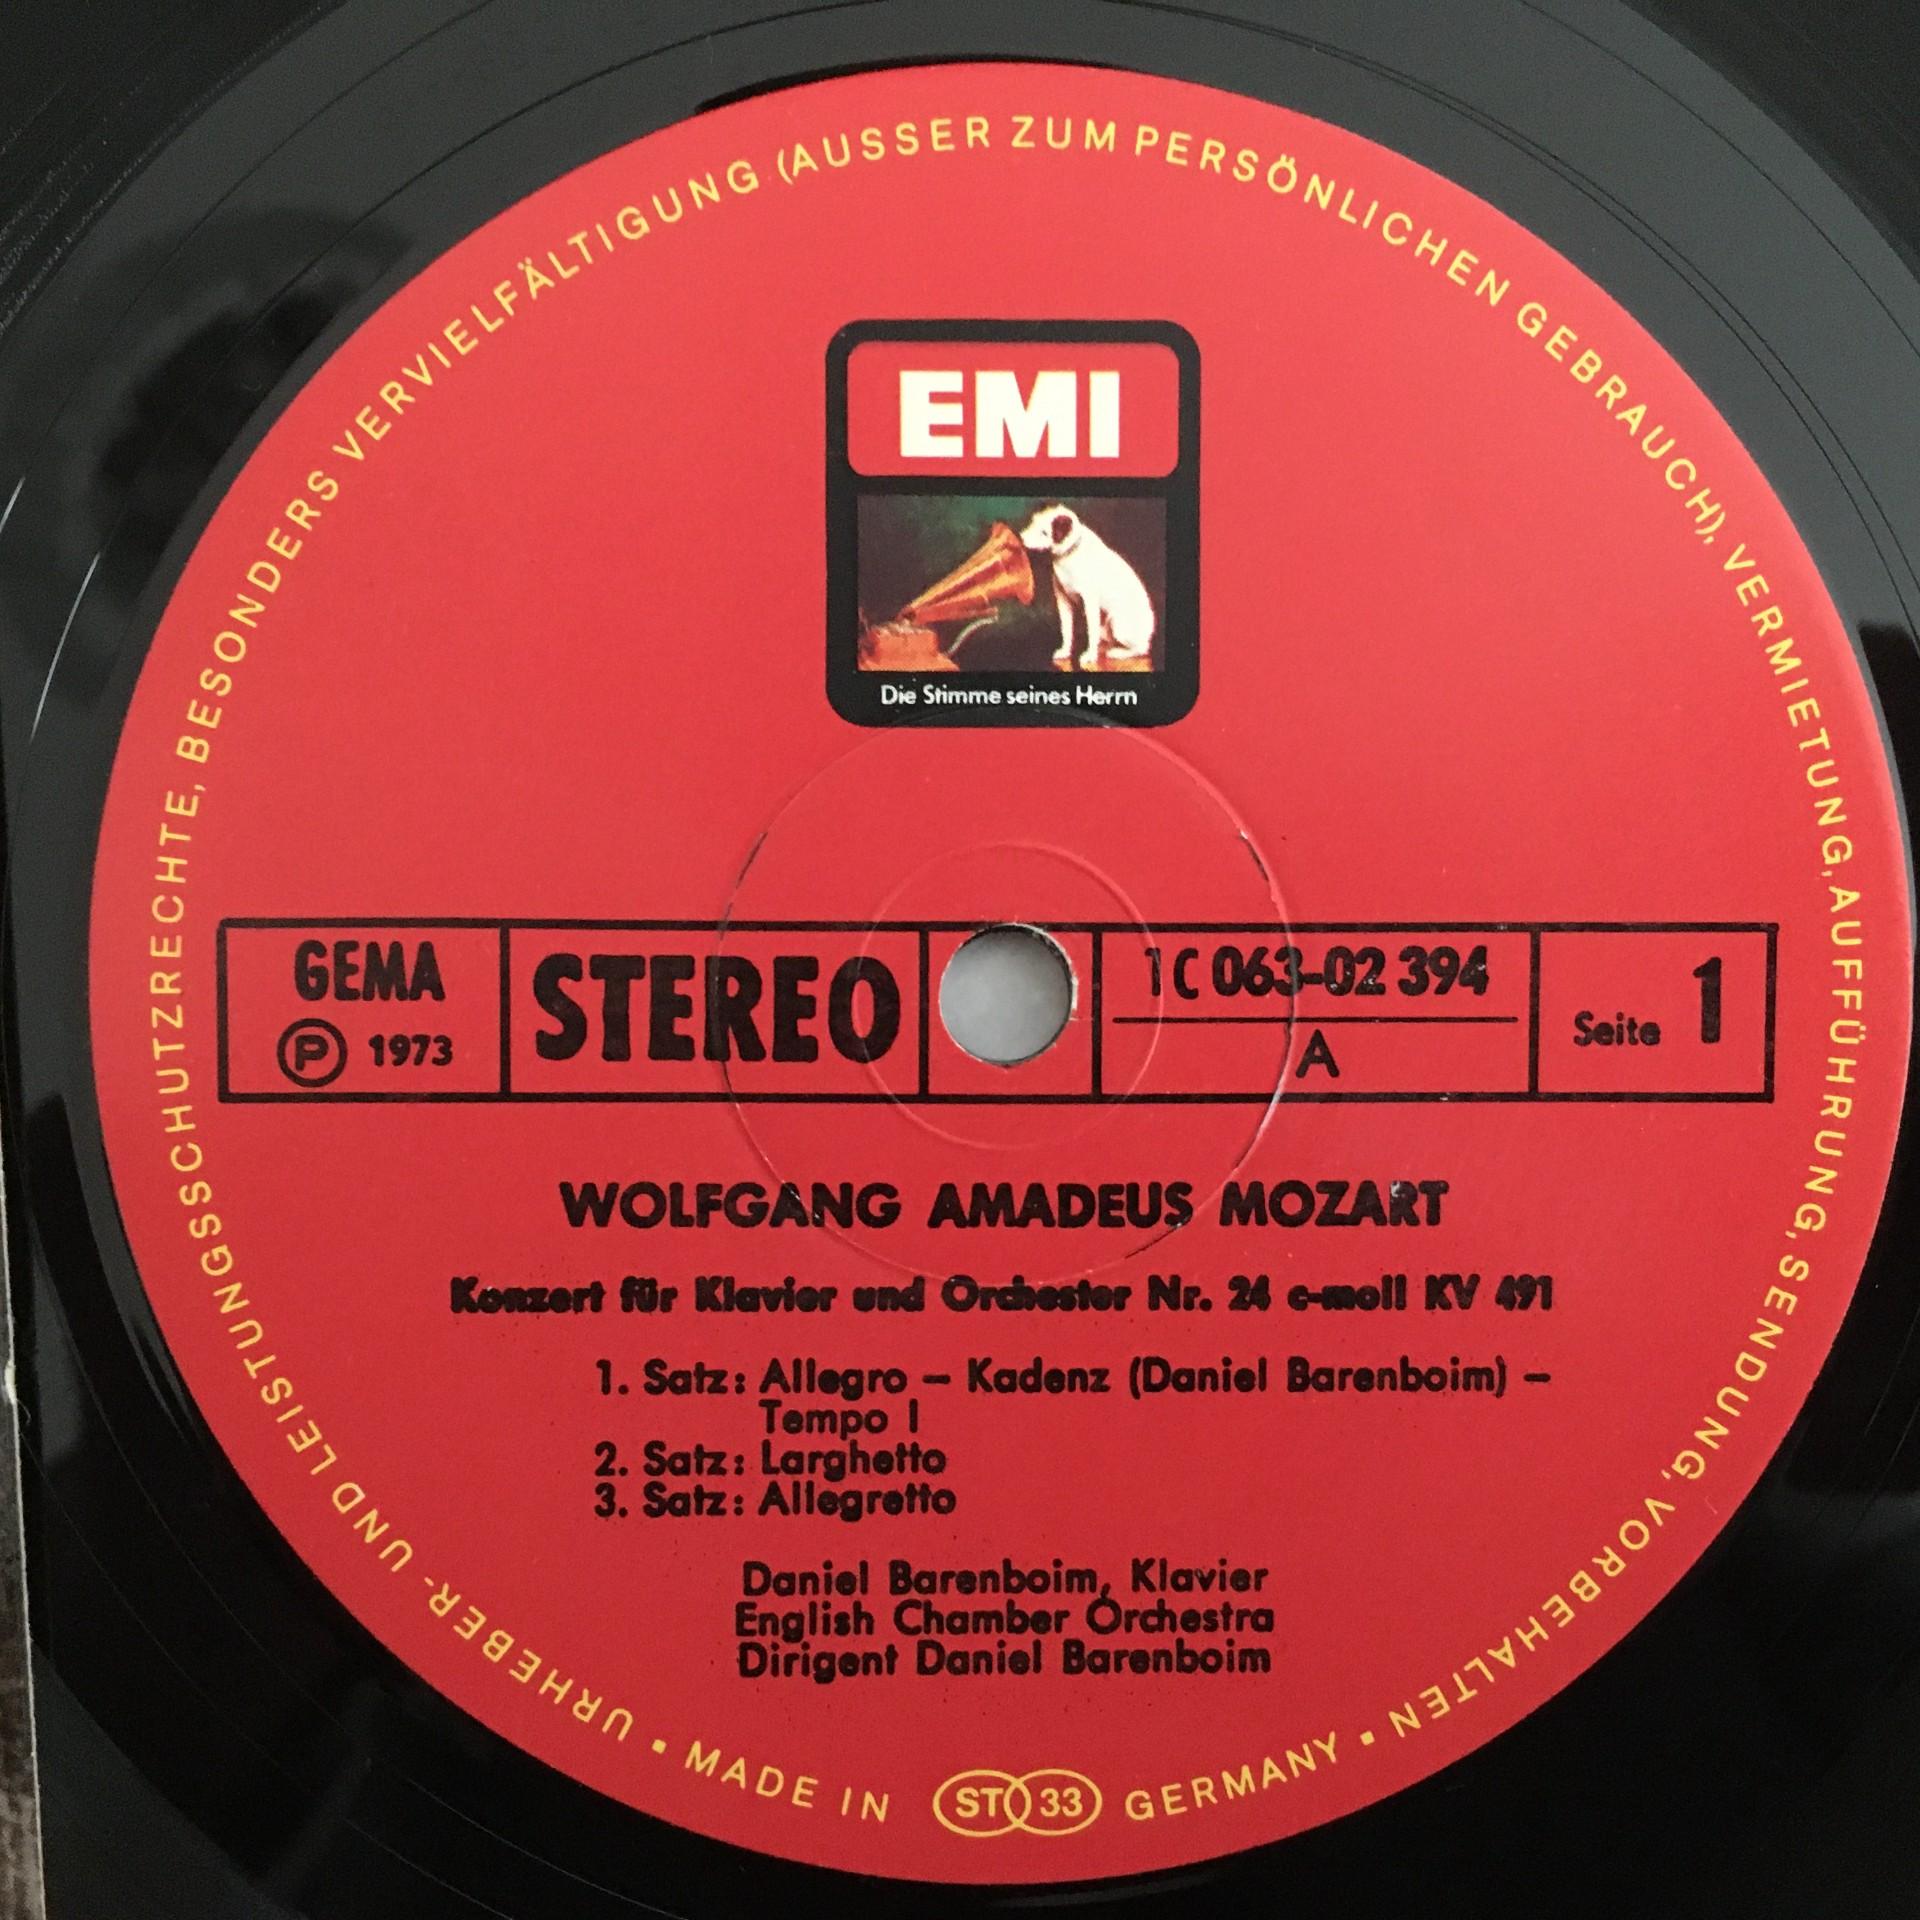 EMI
Die Stimme seines Herrn
GEMA
Ⓟ 1973
STEREO
1C 063-02 394
A
Seite 1
WOLFGANG AMADEUS MOZART
Konzert für Klavier und Orchester Nr. 24 c-moll KV 491
1. Satz: Allegro – Kadenz (Daniel Barenboim) –
Tempo I
2. Satz: Larghetto
3. Satz: Allegretto
Daniel Barenboim, Klavier
English Chamber Orchestra
Dirigent Daniel Barenboim
URHEBER- UND LEISTUNGSSCHUTZRECHTE, BESONDERS VERVIELFÄLTIGUNG (AUSSER ZUM PERSÖNLICHEN GEBRAUCH), VERMIETUNG, AUFFÜHRUNG, SENDUNG, VORBEHALTEN
• MADE IN ST 33 GERMANY •